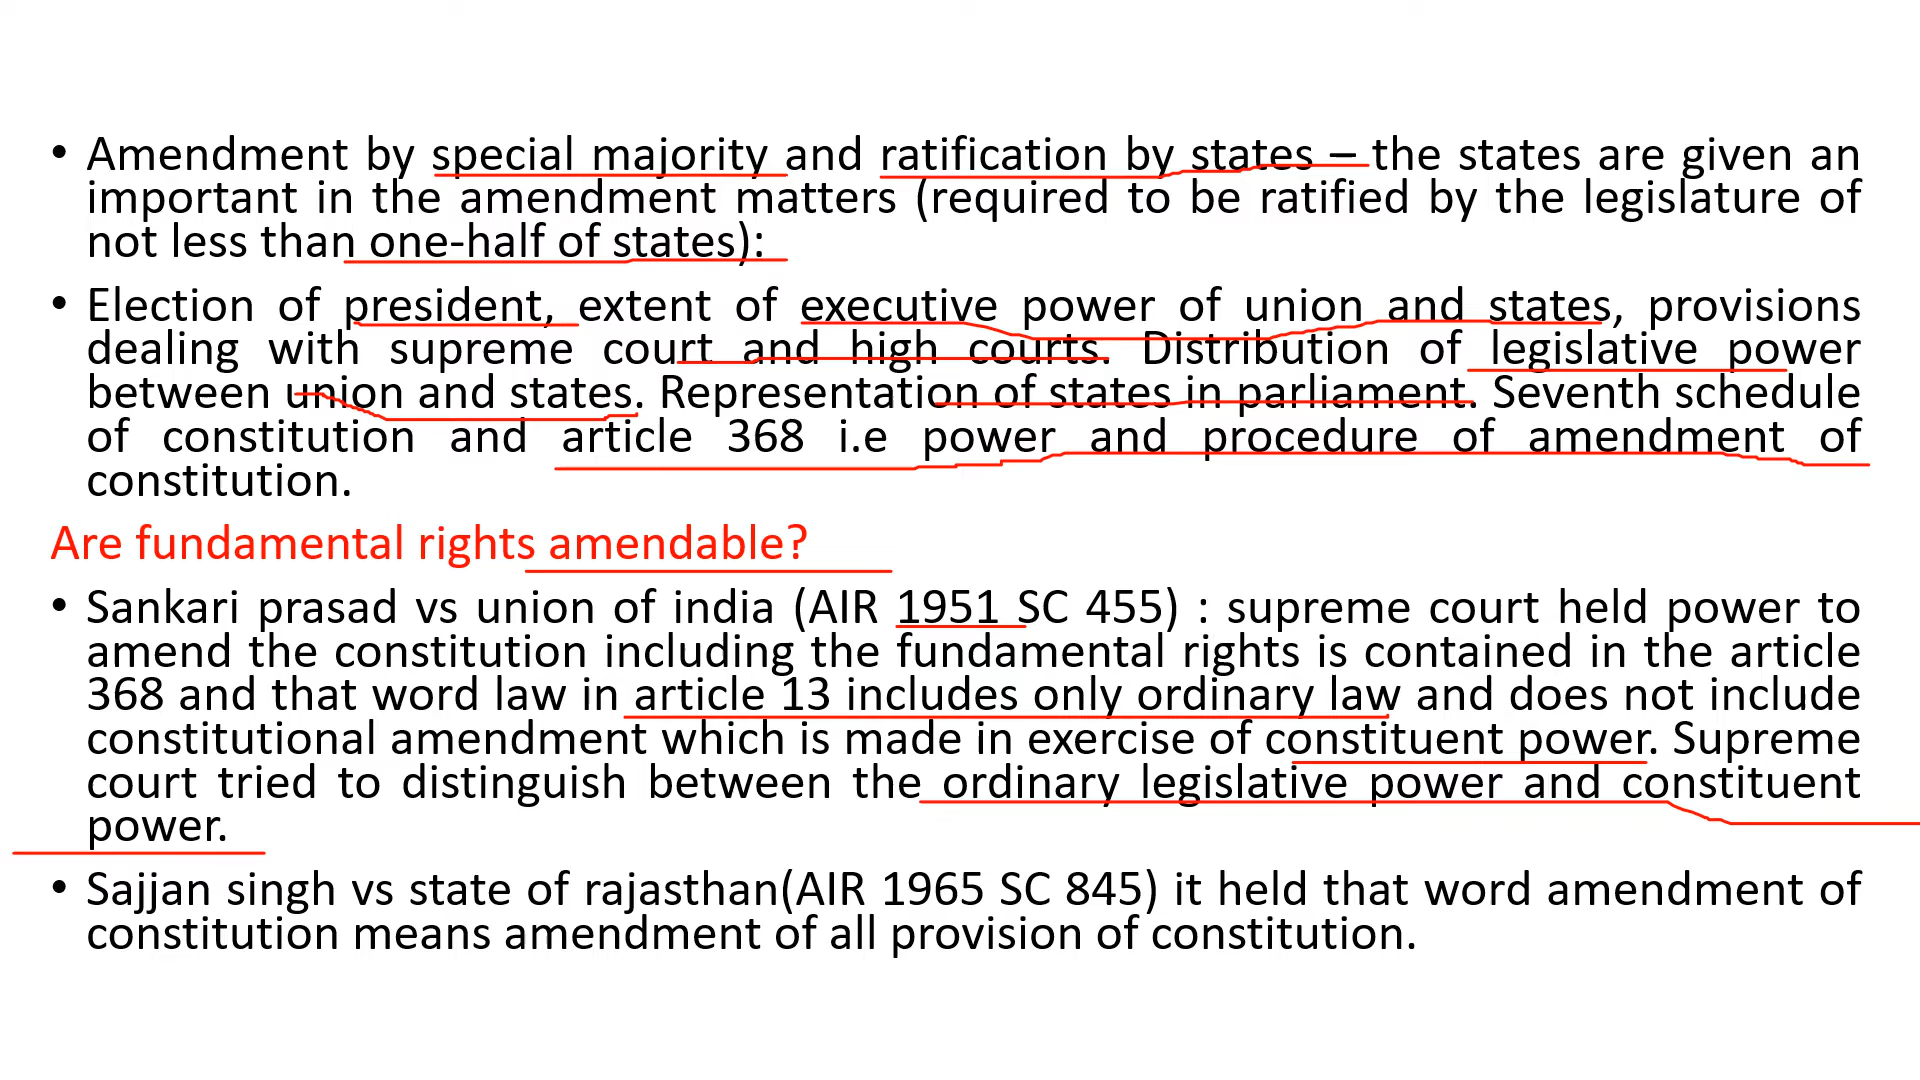 • Amendment by special majority and ratification by states – the states are given an
important in the amendment matters (required to be ratified by the legislature of
not less than one-half of states):
• Election of president, extent of executive power of union and states, provisions
dealing with supreme court and high courts. Distribution of legislative power
between union and states. Representation of states in parliament. Seventh schedule
of constitution and article 368 i.e power and procedure of amendment of
constitution.
Are fundamental rights amendable?
• Sankari prasad vs union of india (AIR 1951 SC 455) : supreme court held power to
amend the constitution including the fundamental rights is contained in the article
368 and that word law in article 13 includes only ordinary law and does not include
constitutional amendment which is made in exercise of constituent power. Supreme
court tried to distinguish between the ordinary legislative power and constituent
power.
• Sajjan singh vs state of rajasthan(AIR 1965 SC 845) it held that word amendment of
constitution means amendment of all provision of constitution.